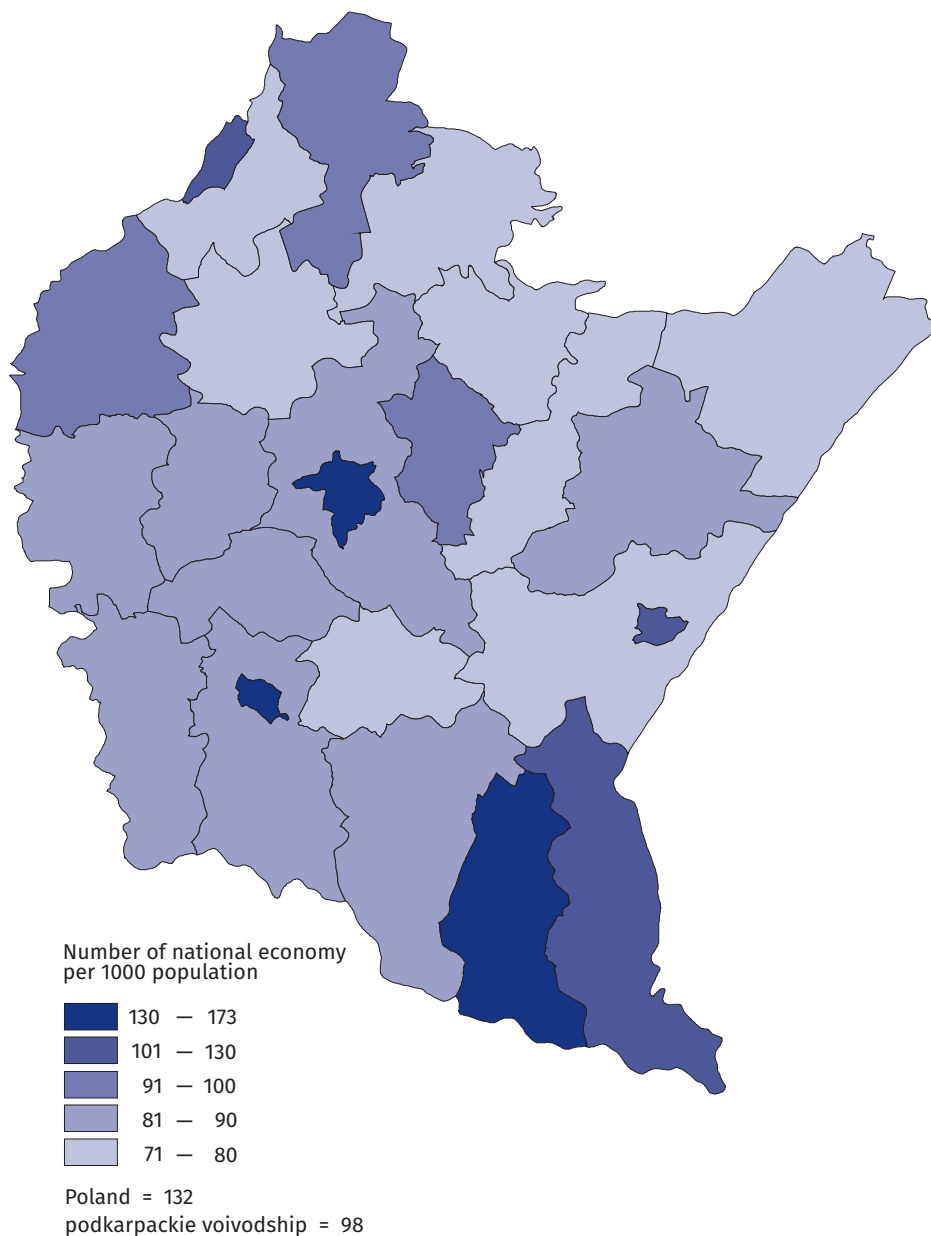 Number of national economy
per 1000 population
130 — 173
101 — 130
91 — 100
81 — 90
71 — 80
Poland = 132
podkarpackie voivodship = 98